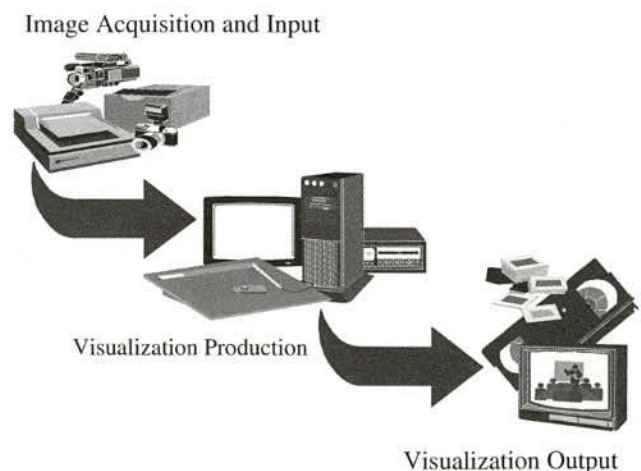 Image Acquisition and Input
Visualization Production
Visualization Output